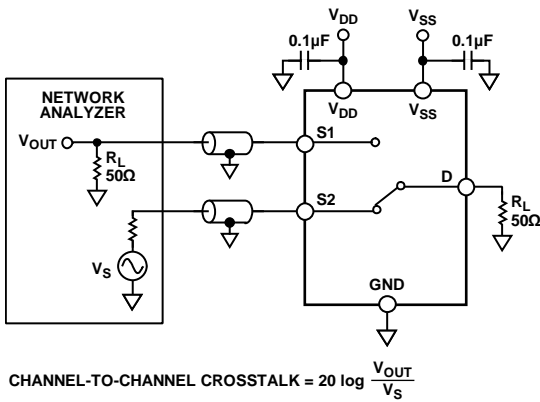 V_DD V_SS
0.1µF 0.1µF
NETWORK
ANALYZER
V_DD V_SS
V_OUT S1
R_L
50Ω
S2 D
R_L
50Ω
V_S
GND
CHANNEL-TO-CHANNEL CROSSTALK = 20 log V_OUT / V_S